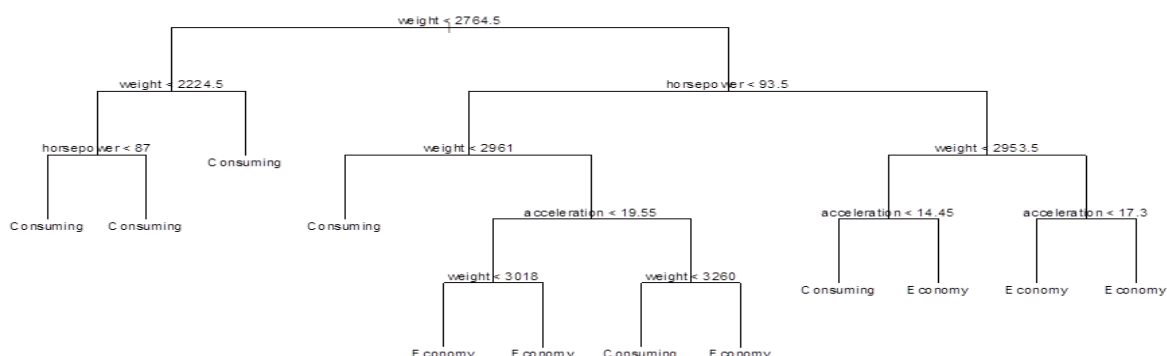 weight < 2764.5
weight < 2224.5
horsepower < 93.5
horsepower < 87
Consuming
weight < 2961
weight < 2953.5
Consuming
Consuming
Consuming
acceleration < 19.55
acceleration < 14.45
acceleration < 17.3
weight < 3018
weight < 3260
Consuming
Economy
Economy
Economy
Economy
Economy
Consuming
Economy